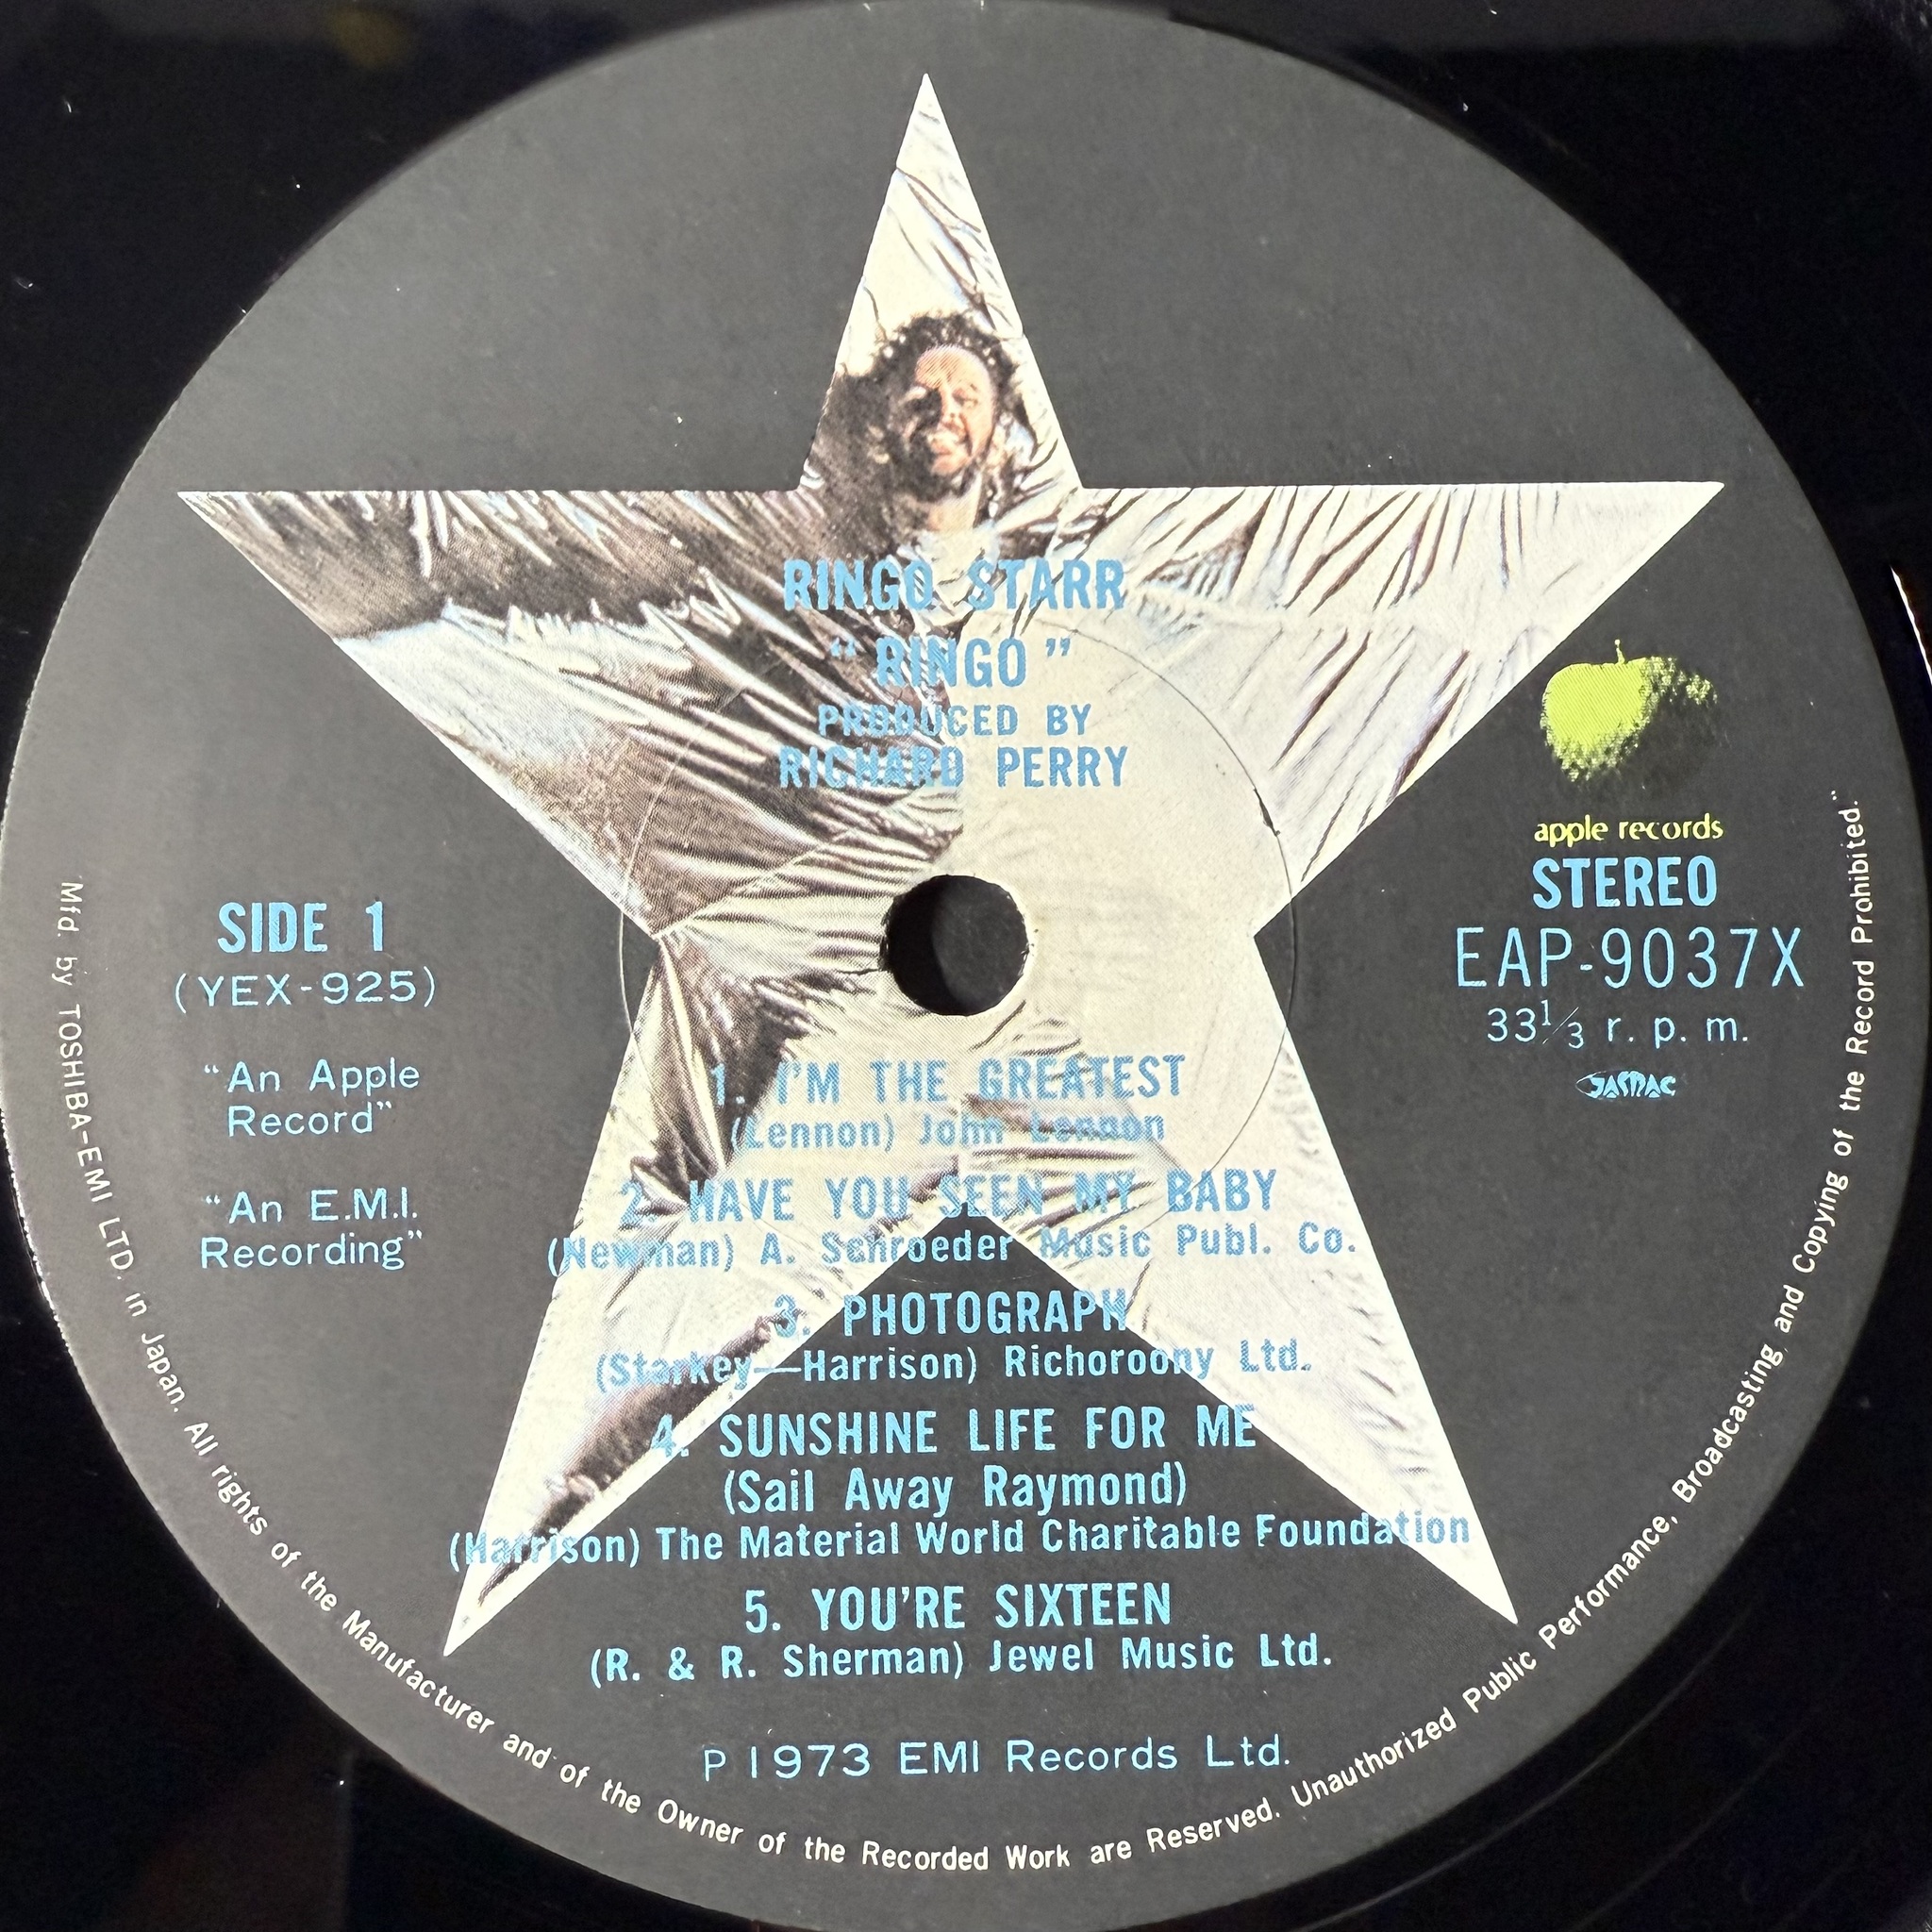 RINGO STARR
“ RINGO ”
PRODUCED BY
RICHARD PERRY
apple records
STEREO
EAP-9037X
33⅓ r. p. m.
JASRAC
SIDE 1
(YEX-925)
“An Apple
Record”
“An E.M.I.
Recording”
1. I'M THE GREATEST
(Lennon) John Lennon
2. HAVE YOU SEEN MY BABY
(Newman) A. Schroeder Music Publ. Co.
3. PHOTOGRAPH
(Starkey—Harrison) Richoroony Ltd.
4. SUNSHINE LIFE FOR ME
(Sail Away Raymond)
(Harrison) The Material World Charitable Foundation
5. YOU'RE SIXTEEN
(R. & R. Sherman) Jewel Music Ltd.
P 1973 EMI Records Ltd.
Mfd. by TOSHIBA-EMI LTD. in Japan. All rights of the Manufacturer and of the Owner of the Recorded Work are Reserved. Unauthorized Public Performance, Broadcasting and Copying of the Record Prohibited.”